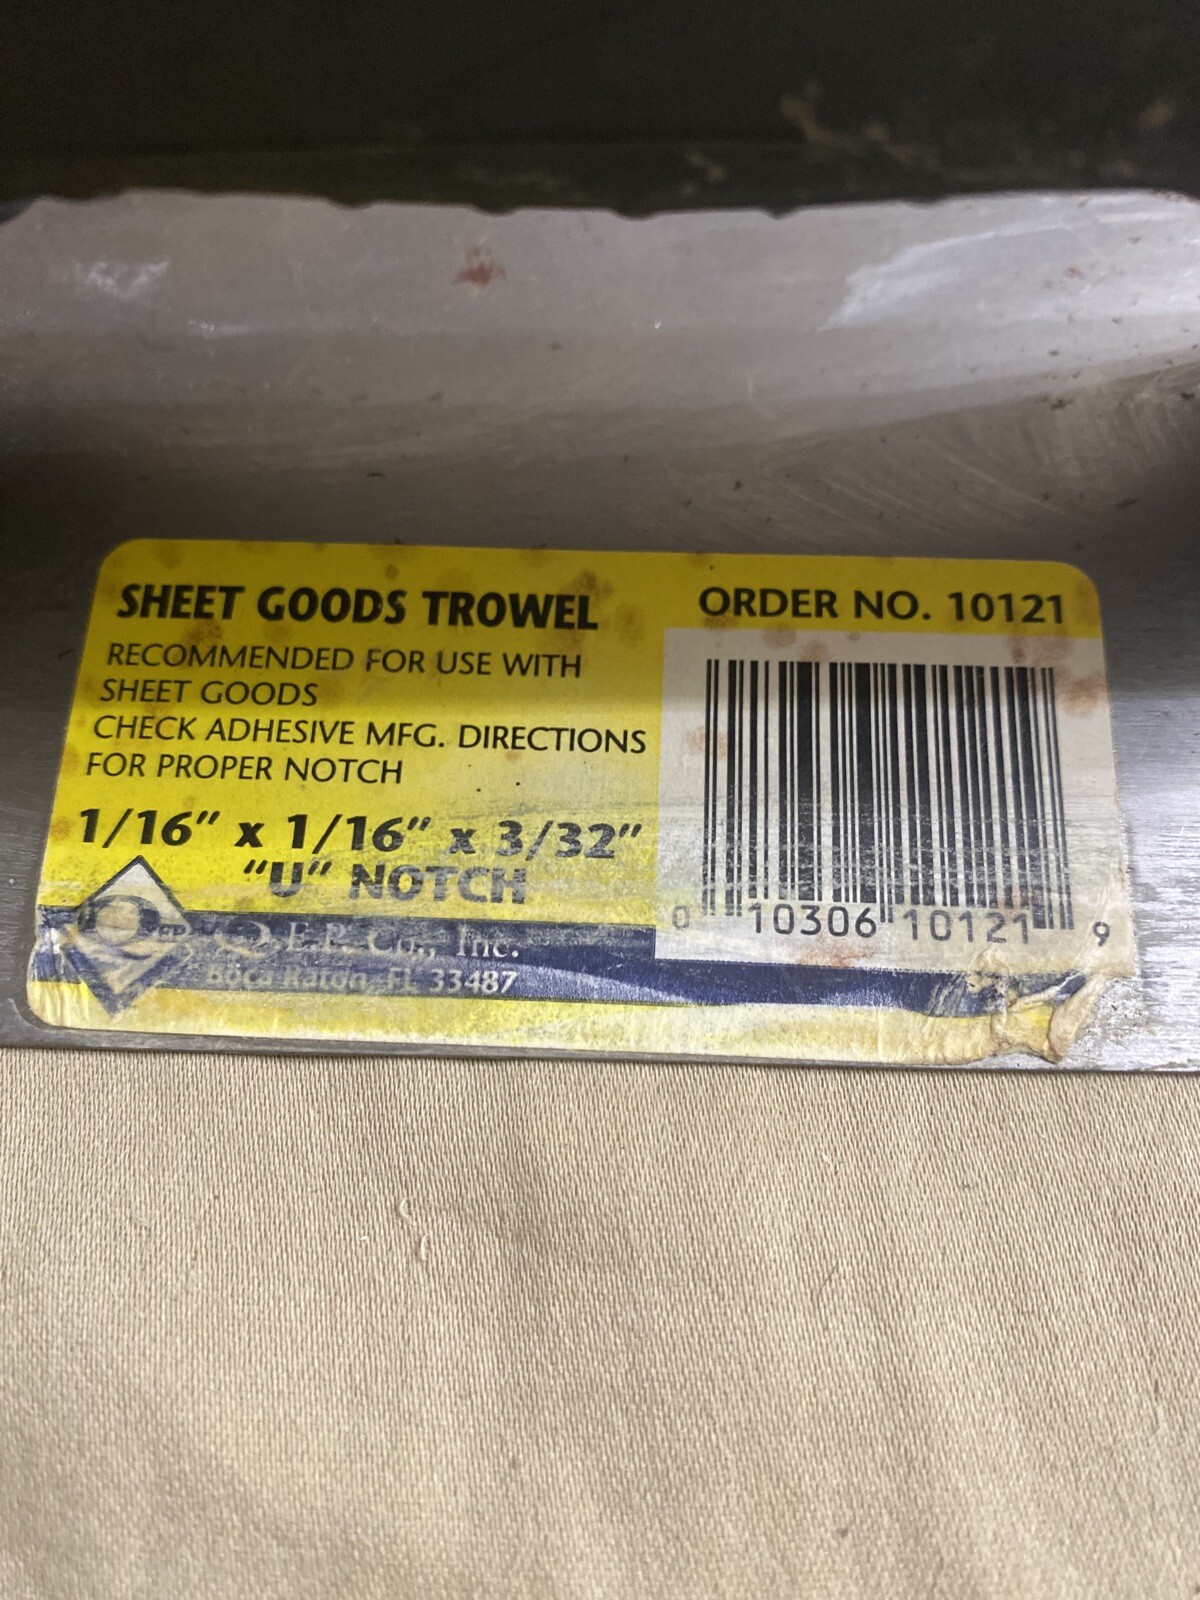 SHEET GOODS TROWEL
RECOMMENDED FOR USE WITH
SHEET GOODS
CHECK ADHESIVE MFG. DIRECTIONS
FOR PROPER NOTCH
1/16" x 1/16" x 3/32"
"U" NOTCH
Q.E.P. Co., Inc.
Boca Raton, FL 33487
ORDER NO. 10121
0 10306 10121 9
QEP